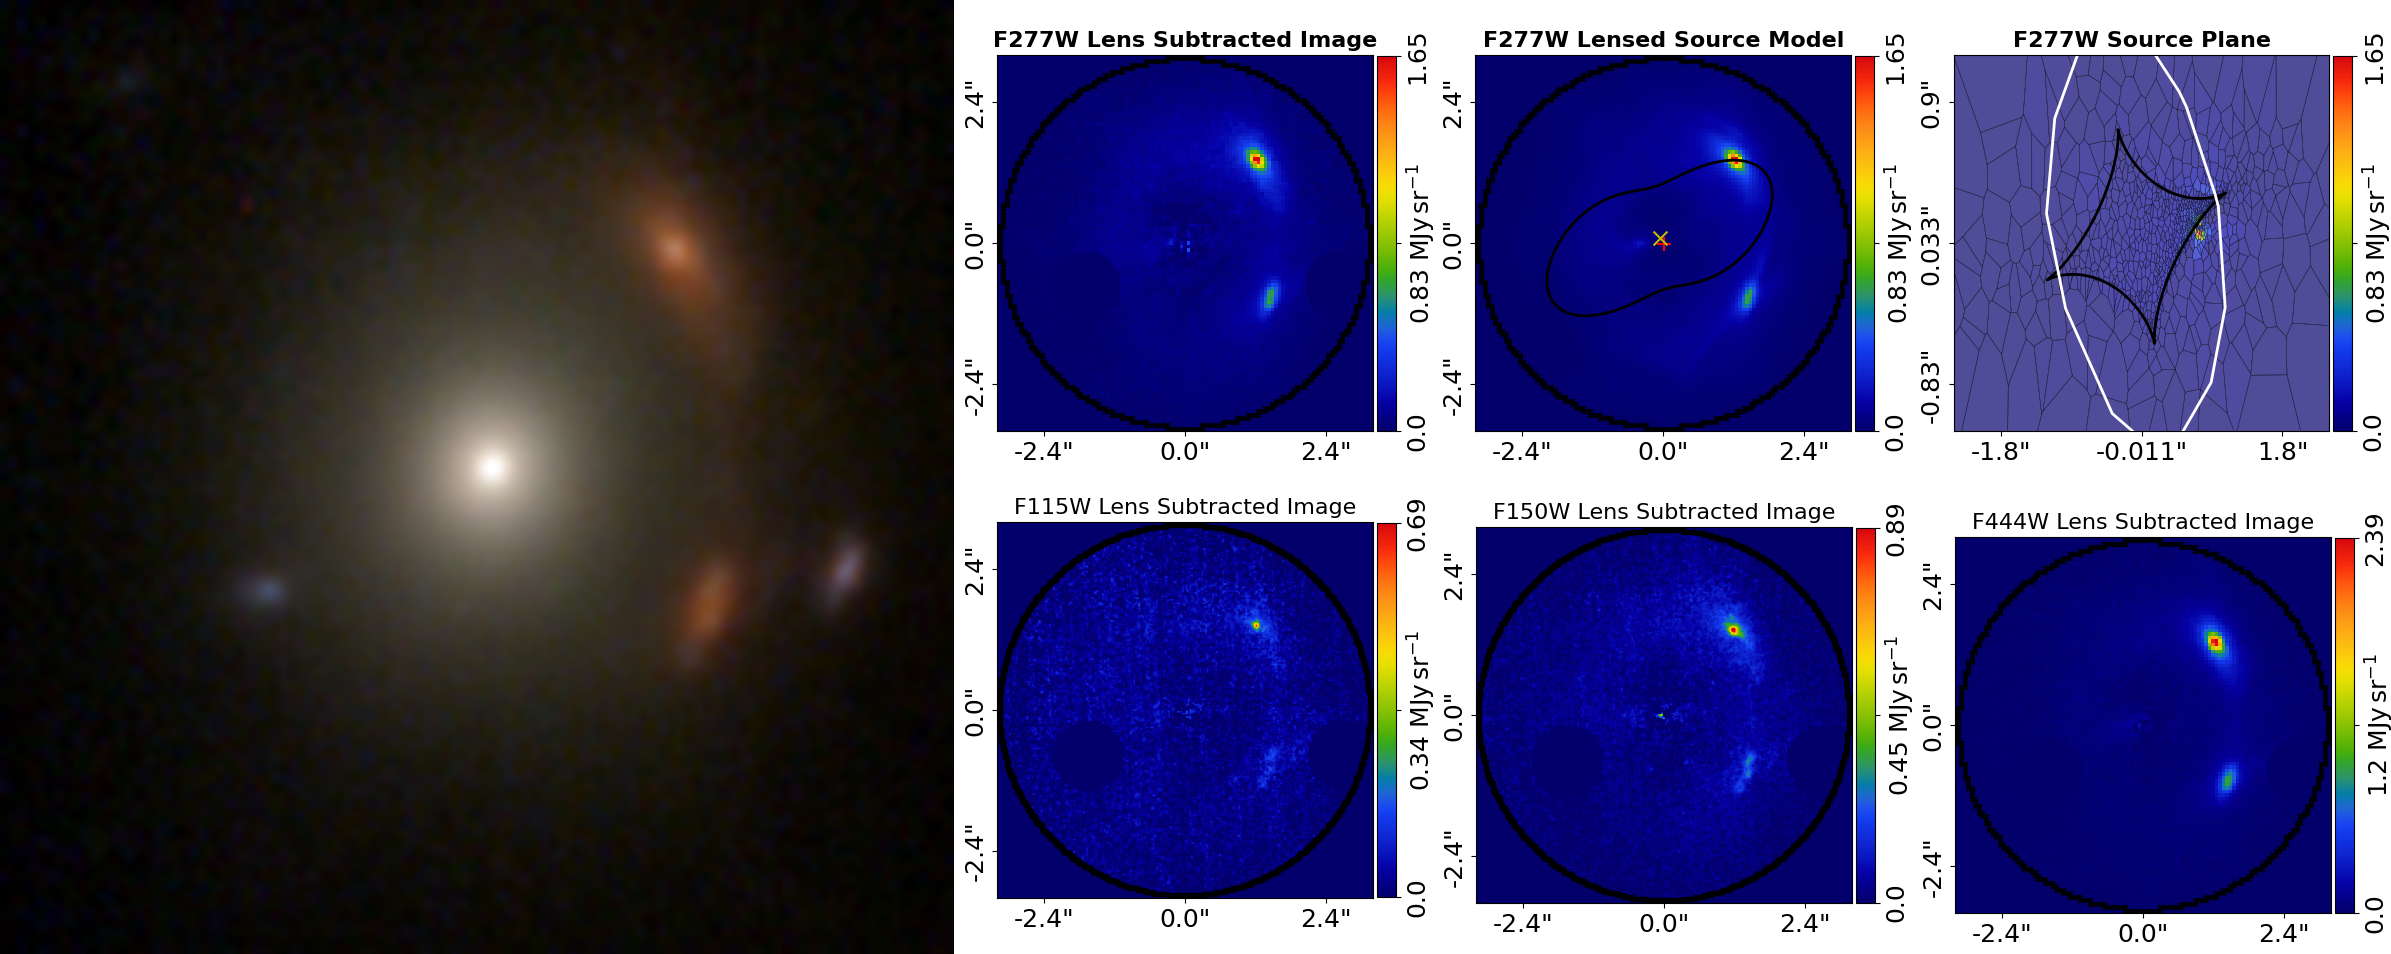 F277W Lens Subtracted Image
2.4"
0.0"
-2.4"
-2.4" 0.0" 2.4"
1.65
0.83 MJy sr−1
0.0
F277W Lensed Source Model
2.4"
0.0"
-2.4"
-2.4" 0.0" 2.4"
1.65
0.83 MJy sr−1
0.0
F277W Source Plane
0.9"
0.033"
-0.83"
-1.8" -0.011" 1.8"
1.65
0.83 MJy sr−1
0.0
F115W Lens Subtracted Image
2.4"
0.0"
-2.4"
-2.4" 0.0" 2.4"
0.69
0.34 MJy sr−1
0.0
F150W Lens Subtracted Image
2.4"
0.0"
-2.4"
-2.4" 0.0" 2.4"
0.89
0.45 MJy sr−1
0.0
F444W Lens Subtracted Image
2.4"
0.0"
-2.4"
-2.4" 0.0" 2.4"
2.39
1.2 MJy sr−1
0.0